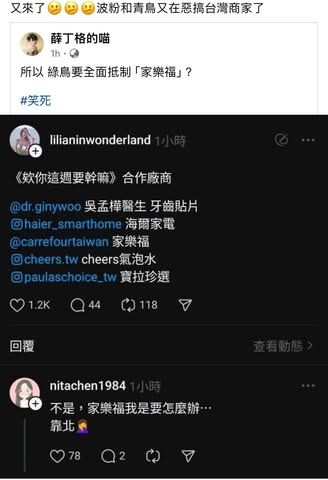 又來了🫠🫠🫠波粉和青鳥又在惡搞台灣商家了
薛丁格的喵
1h
所以 綠鳥要全面抵制「家樂福」?
#笑死
lilianinwonderland 1小時
《欸你這週要幹嘛》合作廠商
@dr.ginywoo 吳孟樺醫生 牙齒貼片
@haier_smarthome 海爾家電
@carrefourtaiwan 家樂福
@cheers.tw cheers氣泡水
@paulaschoice_tw 寶拉珍選
1.2K 44 118
回覆 查看動態 >
nitachen1984 1小時
不是，家樂福我是要怎麼辦⋯
靠北🤦‍♀️
78 2